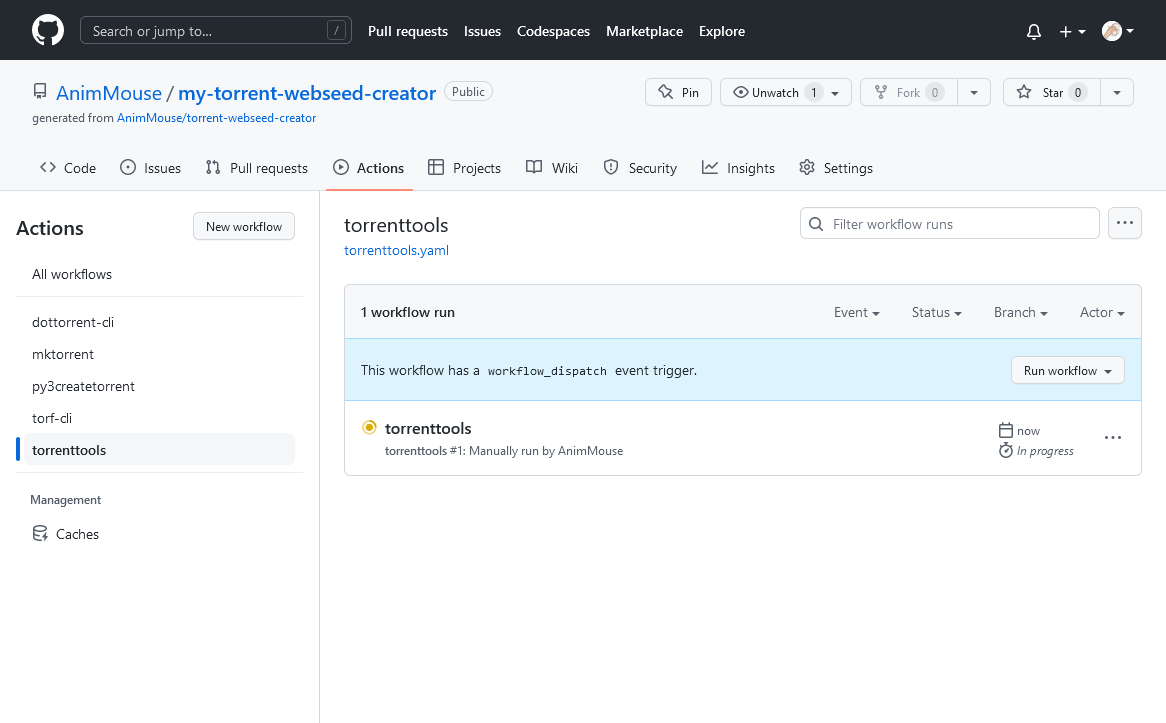 Search or jump to... / Pull requests Issues Codespaces Marketplace Explore
AnimMouse / my-torrent-webseed-creator Public Pin Unwatch 1 Fork 0 Star 0
generated from AnimMouse/torrent-webseed-creator
Code Issues Pull requests Actions Projects Wiki Security Insights Settings
Actions New workflow
All workflows
dottorrent-cli
mktorrent
py3createtorrent
torf-cli
torrenttools
Management
Caches
torrenttools Filter workflow runs
torrenttools.yaml
1 workflow run Event Status Branch Actor
This workflow has a workflow_dispatch event trigger. Run workflow
torrenttools now
torrenttools #1: Manually run by AnimMouse In progress